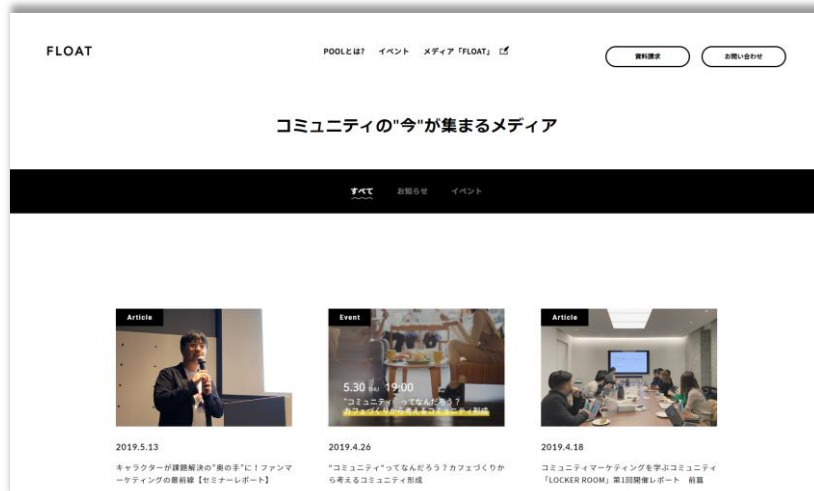 FLOAT
POOLとは?
イベント
メディア「FLOAT」
資料請求
お問い合わせ
コミュニティの"今"が集まるメディア
すべて
お知らせ
イベント
Article
Event
5.30 THU 19:00
"コミュニティ"ってなんだろう？
カフェづくりから考えるコミュニティ形成
Article
2019.5.13
キャラクターが課題解決の"奥の手"に！ファンマ
ーケティングの最前線【セミナーレポート】
2019.4.26
"コミュニティ"ってなんだろう？カフェづくりか
ら考えるコミュニティ形成
2019.4.18
コミュニティマーケティングを学ぶコミュニティ
「LOCKER ROOM」第1回開催レポート　前篇